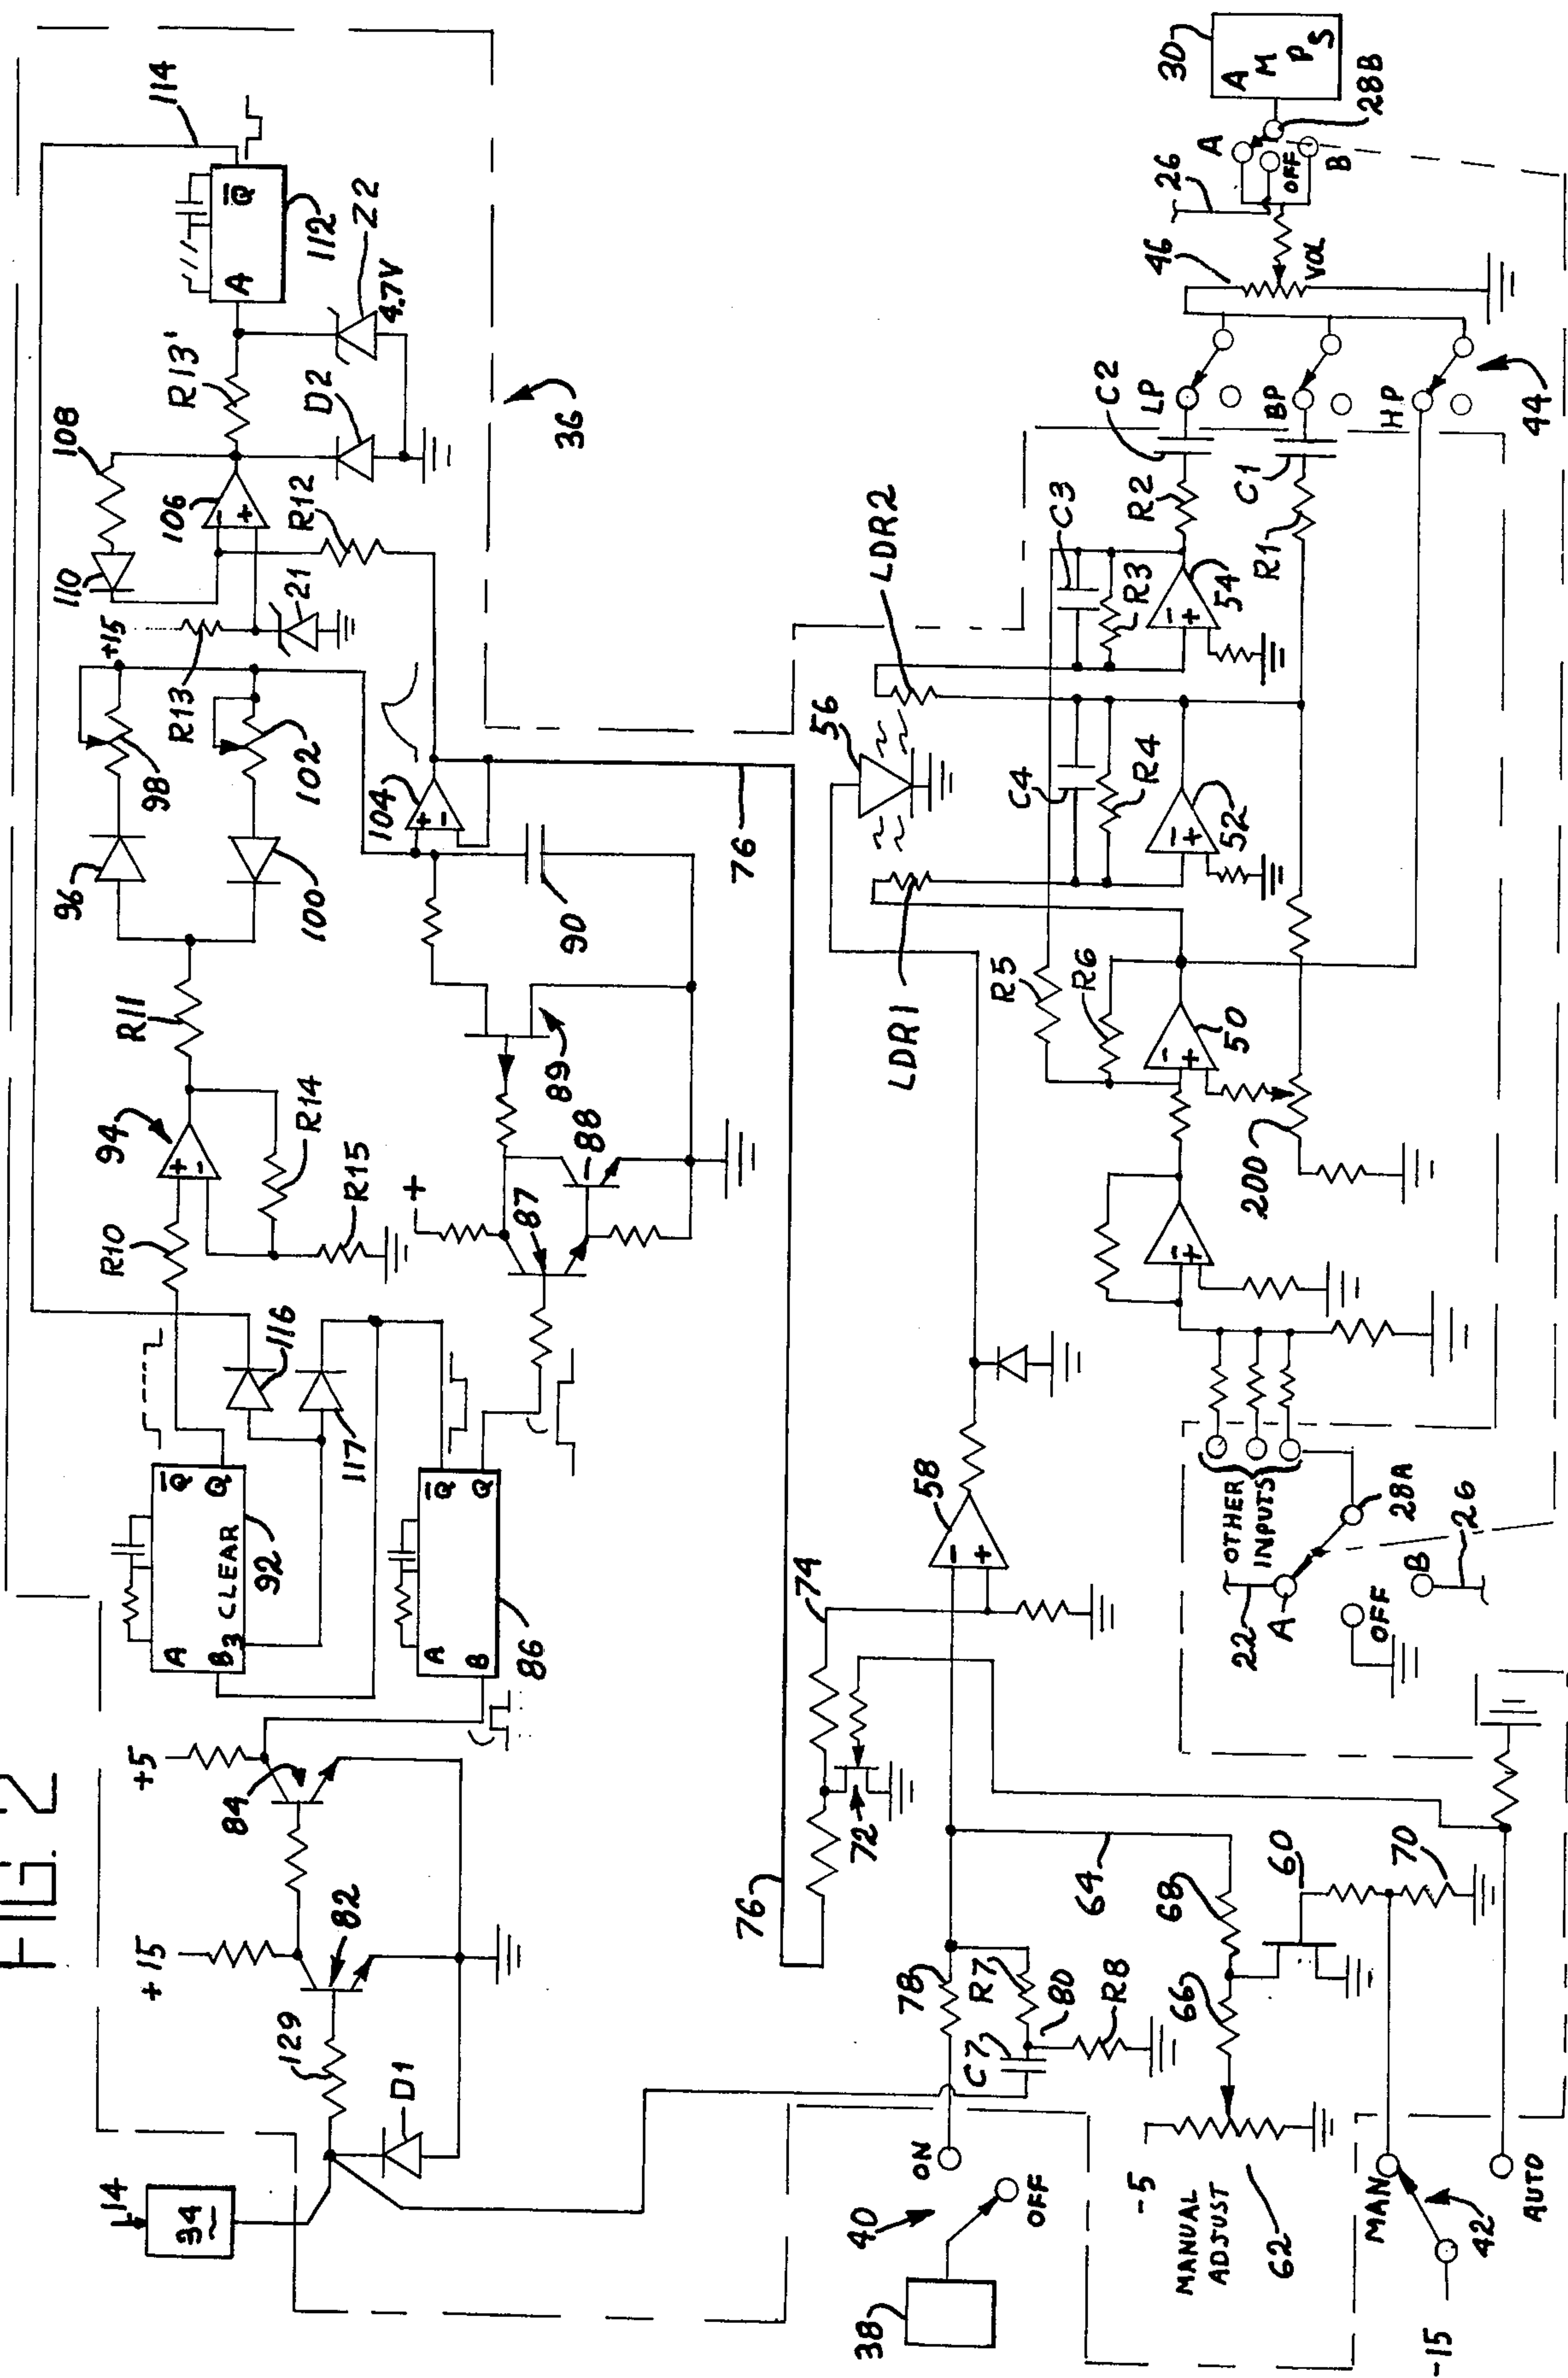 FIG. 2
114
108
106
R13'
A
Q̅
112
110
R12
D2
Z2
4.7V
36
+15
R13
21
98
102
96
100
104
90
76
R11
94
R10
R14
R15
+
89
88
87
116
117
A
Q̅
Q
B
3 CLEAR
92
A
Q̅
B
Q
86
+5
84
+15
82
129
D1
14
34
76
74
72
58
78
R7
80
C7
R8
64
66
68
60
70
ON
40
OFF
38
-5
MANUAL
ADJUST
62
MAN
42
AUTO
-15
LDR1
LDR2
56
C3
R3
54
R2
C2
C4
R4
52
R5
R6
50
200
R1
C1
LP
BP
HP
44
46
VOL
26
A
OFF
B
28B
30
A
M
P
S
OTHER
INPUTS
22
A
28A
OFF
B
26